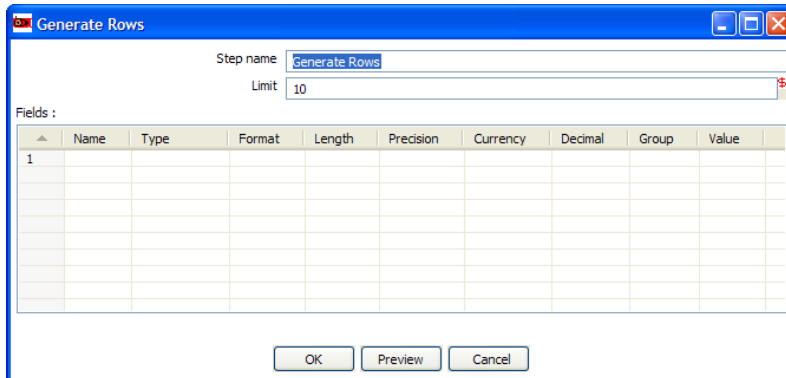 Generate Rows
Step name Generate Rows
Limit 10 $
Fields :
Name Type Format Length Precision Currency Decimal Group Value
1
OK Preview Cancel